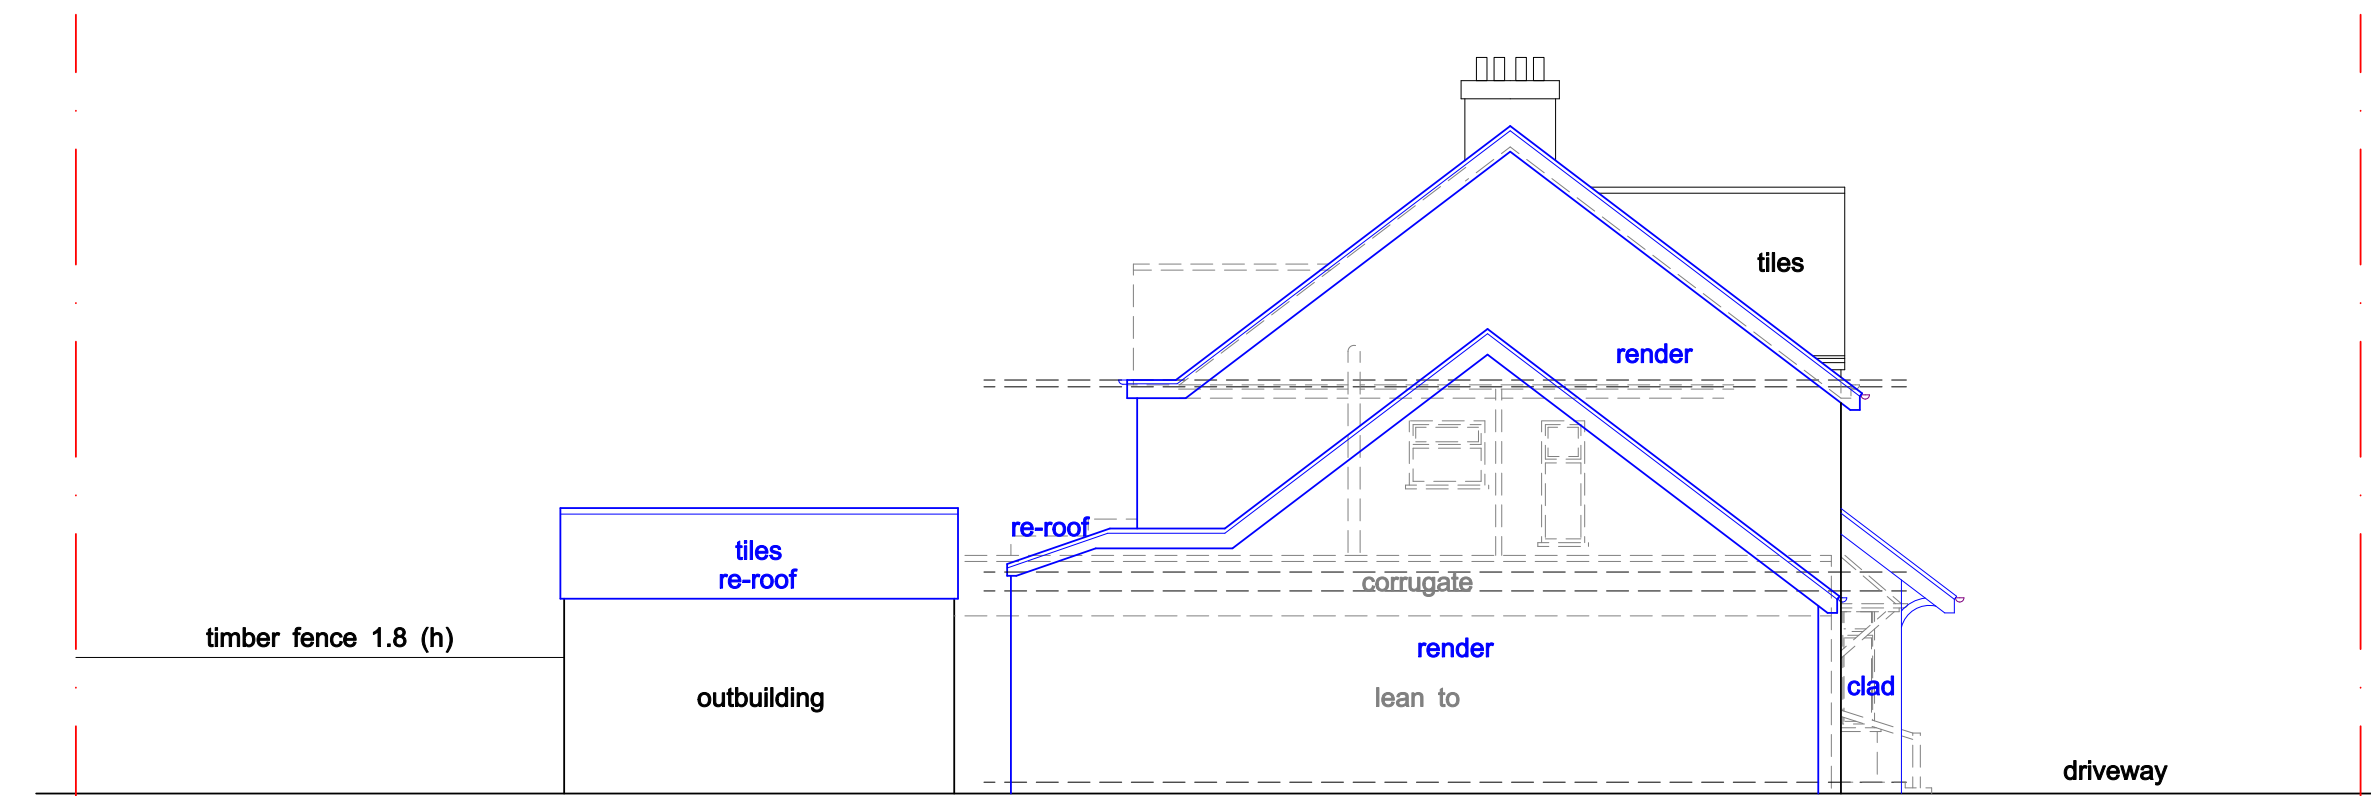 tiles
render
re-roof
tiles
re-roof
corrugate
timber fence 1.8 (h)
render
clad
outbuilding
lean to
driveway